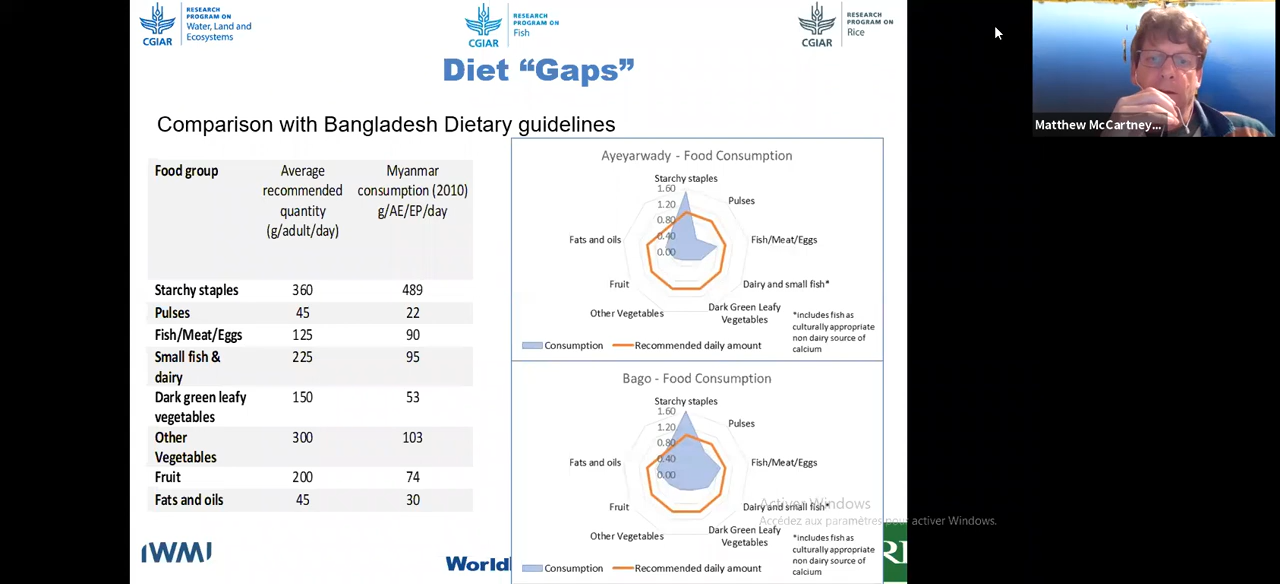 RESEARCH
PROGRAM ON
Water, Land and
Ecosystems
CGIAR
RESEARCH
PROGRAM ON
Fish
CGIAR
RESEARCH
PROGRAM ON
Rice
CGIAR
Diet “Gaps”
Matthew McCartney...
Comparison with Bangladesh Dietary guidelines
Food group
Average
recommended
quantity
(g/adult/day)
Myanmar
consumption (2010)
g/AE/EP/day
Starchy staples 360 489
Pulses 45 22
Fish/Meat/Eggs 125 90
Small fish & 225 95
dairy
Dark green leafy 150 53
vegetables
Other 300 103
Vegetables
Fruit 200 74
Fats and oils 45 30
Ayeyarwady - Food Consumption
Starchy staples
1.60
1.20
0.80
0.40
0.00
Pulses
Fish/Meat/Eggs
Dairy and small fish*
Dark Green Leafy
Vegetables
Other Vegetables
Fruit
Fats and oils
*includes fish as
culturally appropriate
non dairy source of
calcium
Consumption Recommended daily amount
Bago - Food Consumption
Starchy staples
1.60
1.20
0.80
0.40
0.00
Pulses
Fish/Meat/Eggs
Dairy and small fish*
Dark Green Leafy
Vegetables
Other Vegetables
Fruit
Fats and oils
*includes fish as
culturally appropriate
non dairy source of
calcium
Consumption Recommended daily amount
Activer Windows
Accédez aux paramètres pour activer Windows.
IWMI
World
RI